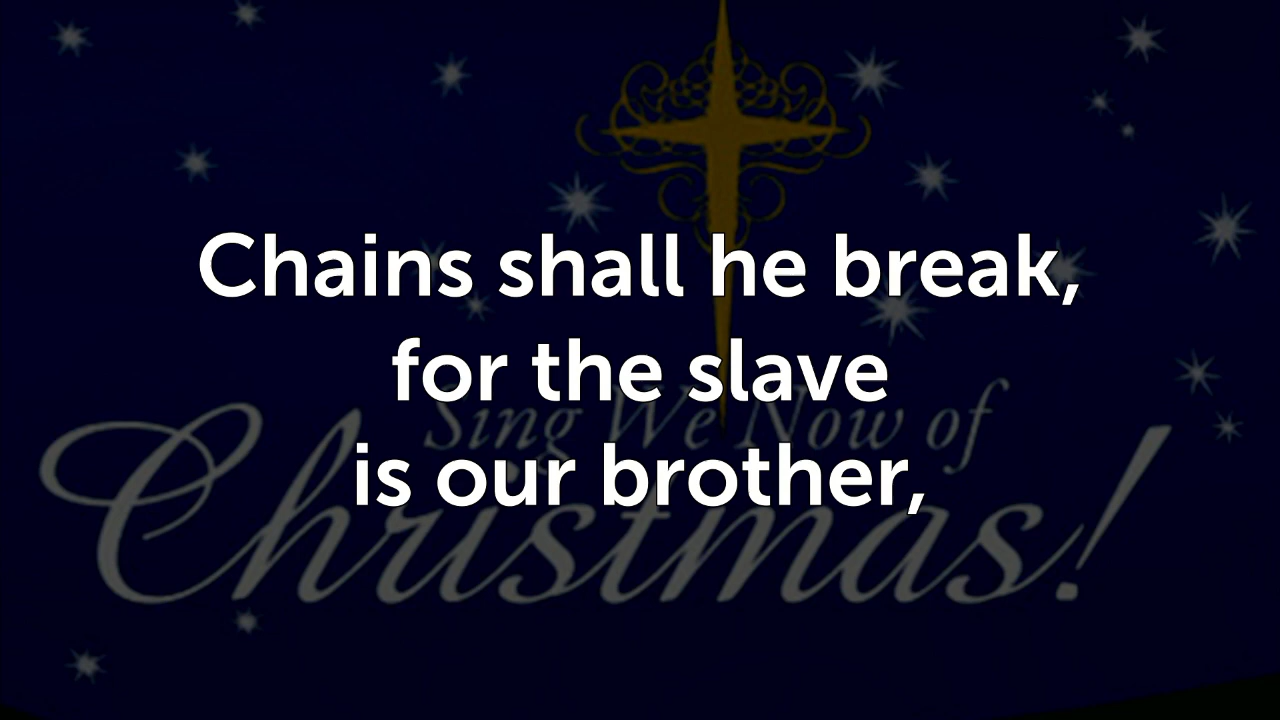 Chains shall he break,
for the slave
Sing We Now of
is our brother,
Christmas!